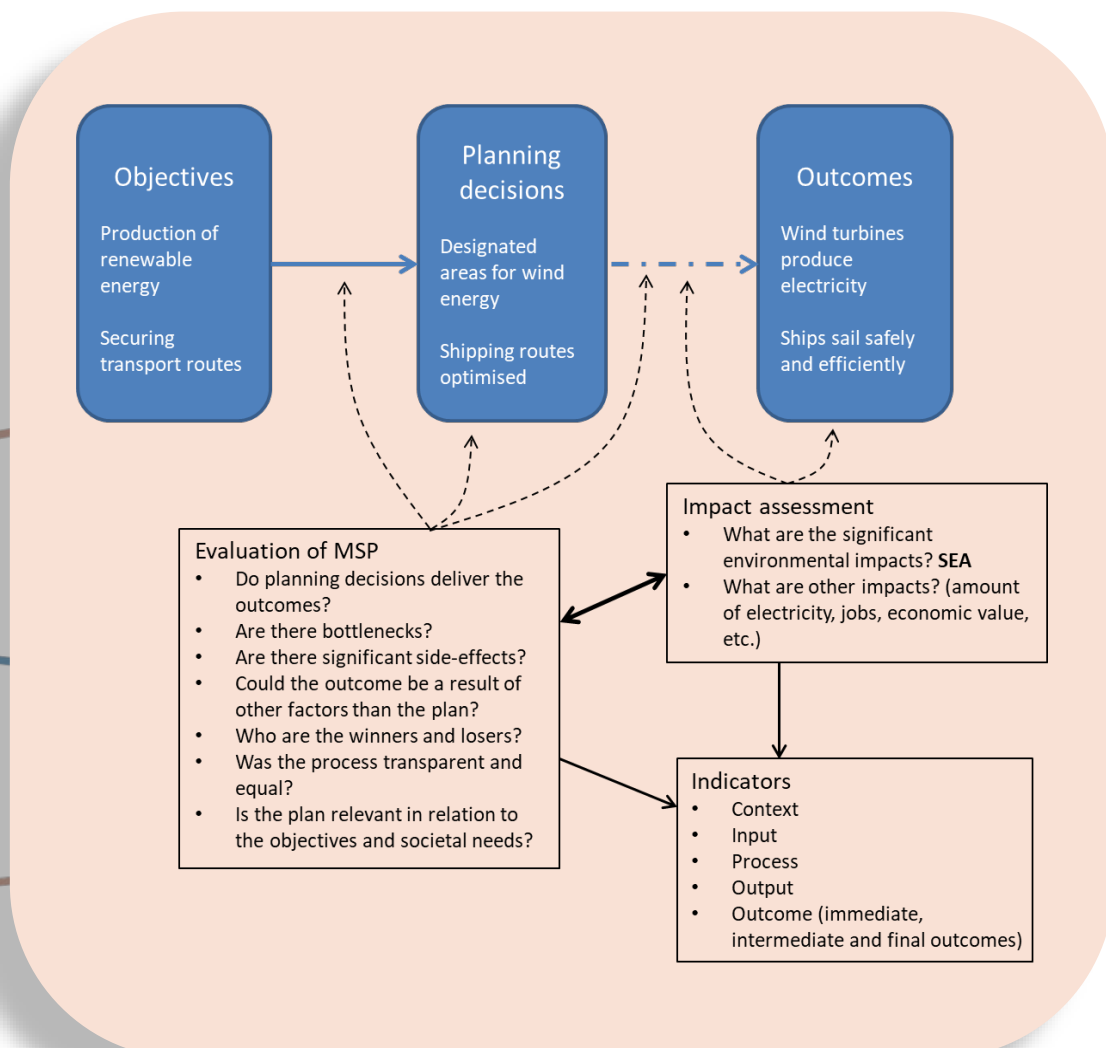 Objectives
Production of
renewable
energy
Securing
transport routes
Planning
decisions
Designated
areas for wind
energy
Shipping routes
optimised
Outcomes
Wind turbines
produce
electricity
Ships sail safely
and efficiently
Evaluation of MSP
• Do planning decisions deliver the
outcomes?
• Are there bottlenecks?
• Are there significant side-effects?
• Could the outcome be a result of
other factors than the plan?
• Who are the winners and losers?
• Was the process transparent and
equal?
• Is the plan relevant in relation to
the objectives and societal needs?
Impact assessment
• What are the significant
environmental impacts? SEA
• What are other impacts? (amount
of electricity, jobs, economic value,
etc.)
Indicators
• Context
• Input
• Process
• Output
• Outcome (immediate,
intermediate and final outcomes)